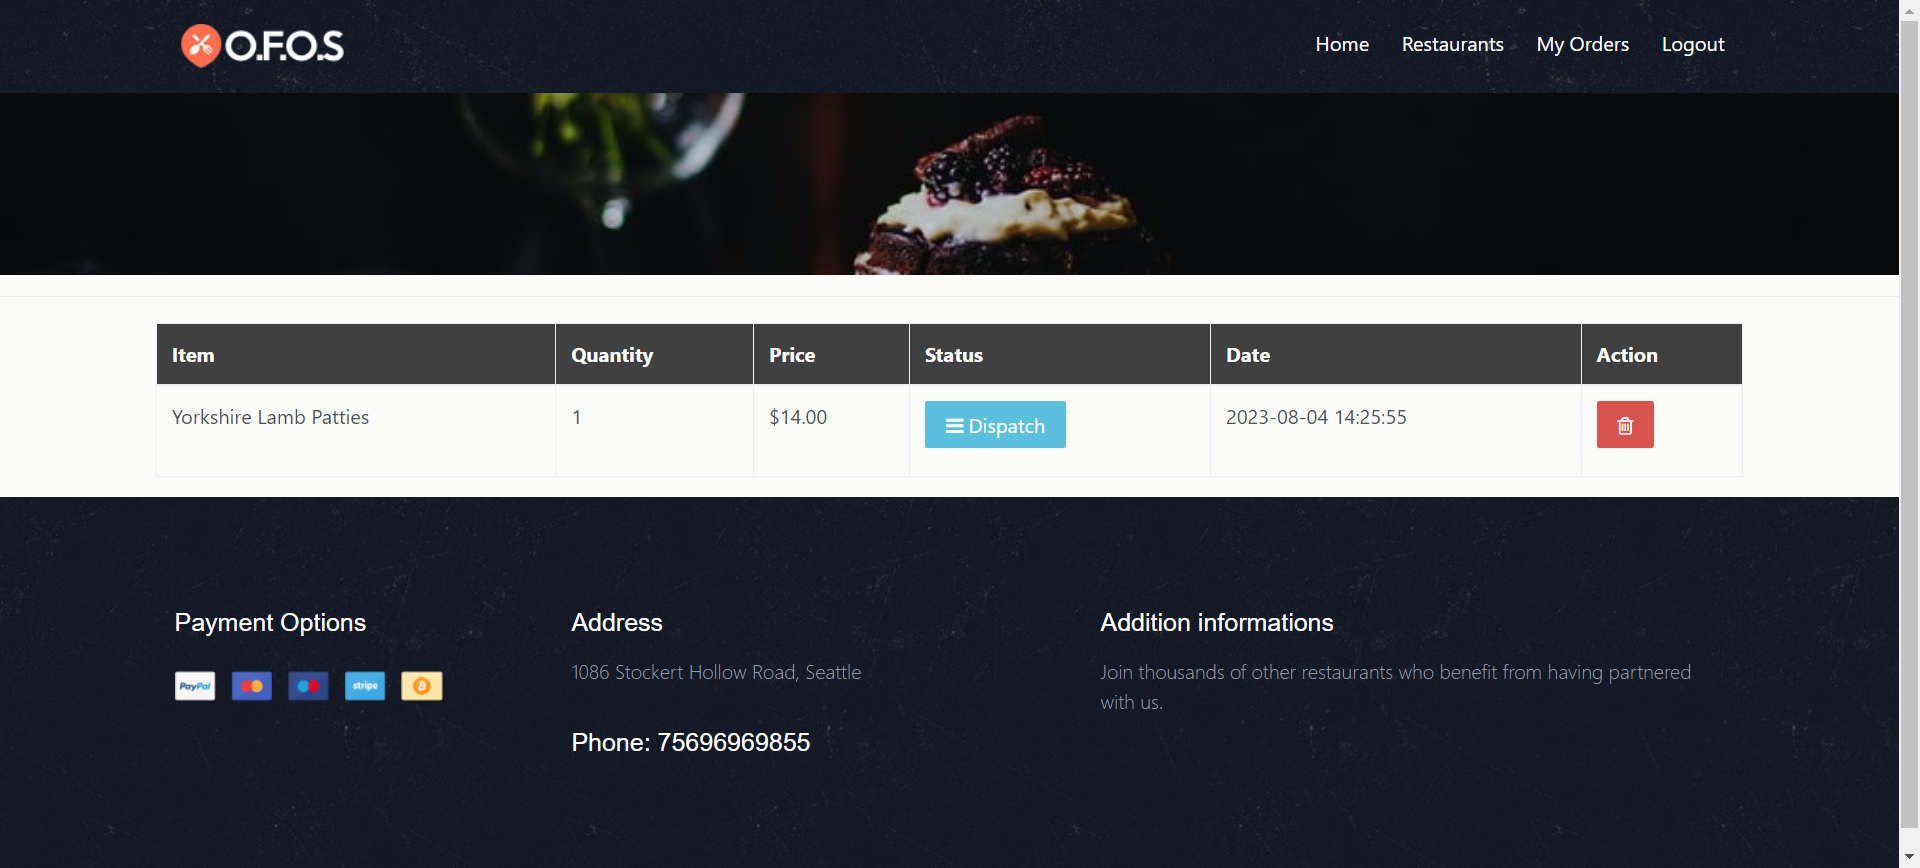 O.F.O.S
Home Restaurants My Orders Logout
Item Quantity Price Status Date Action
Yorkshire Lamb Patties 1 $14.00 Dispatch 2023-08-04 14:25:55
Payment Options
PayPal stripe
Address
1086 Stockert Hollow Road, Seattle
Phone: 75696969855
Addition informations
Join thousands of other restaurants who benefit from having partnered
with us.